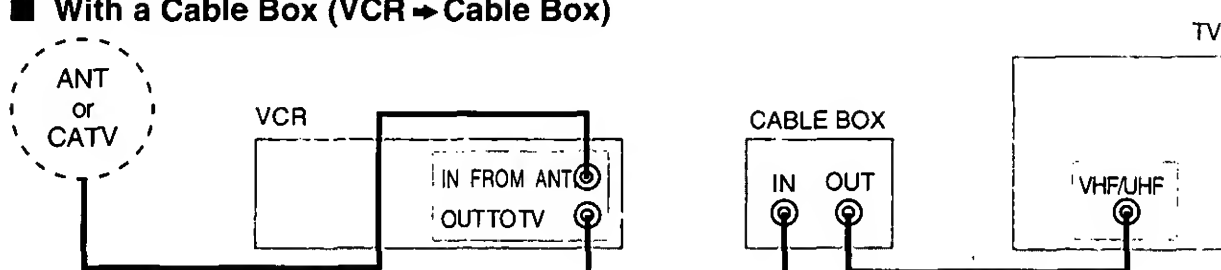 ■ With a Cable Box (VCR ➔ Cable Box)
TV
ANT
or
CATV
VCR
IN FROM ANT
OUT TO TV
CABLE BOX
IN OUT
VHF/UHF